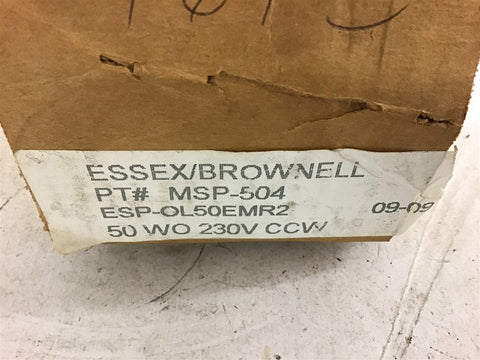 ESSEX/BROWNELL
PT# MSP-504
ESP-OL50EMR2 09-09
50 WO 230V CCW